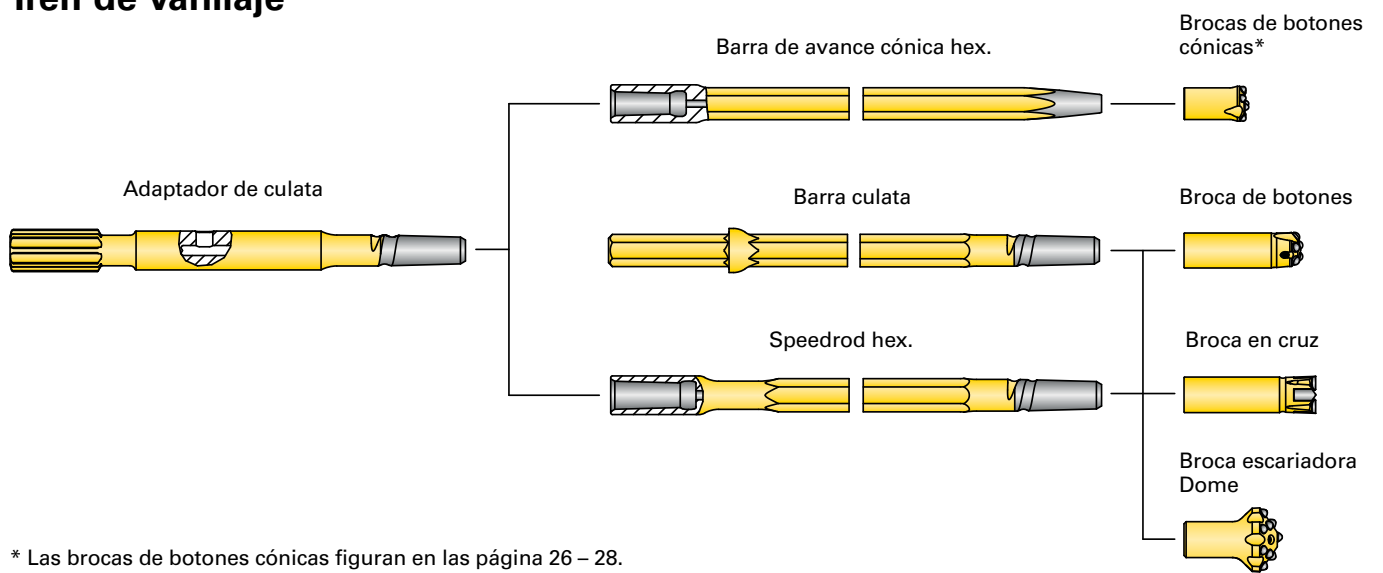 Tren de varillaje
Brocas de botones
cónicas*
Barra de avance cónica hex.
Adaptador de culata
Barra culata
Broca de botones
Speedrod hex.
Broca en cruz
Broca escariadora
Dome
* Las brocas de botones cónicas figuran en las página 26 – 28.